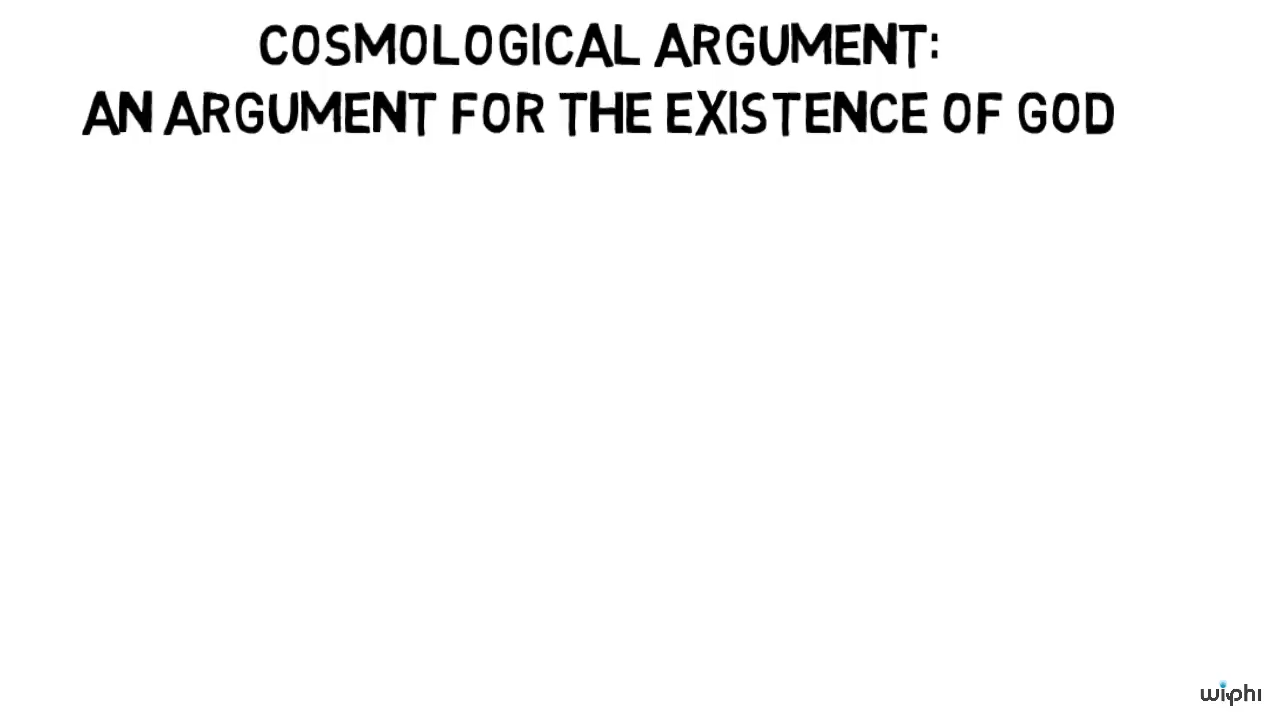 COSMOLOGICAL ARGUMENT:
AN ARGUMENT FOR THE EXISTENCE OF GOD
wiphi